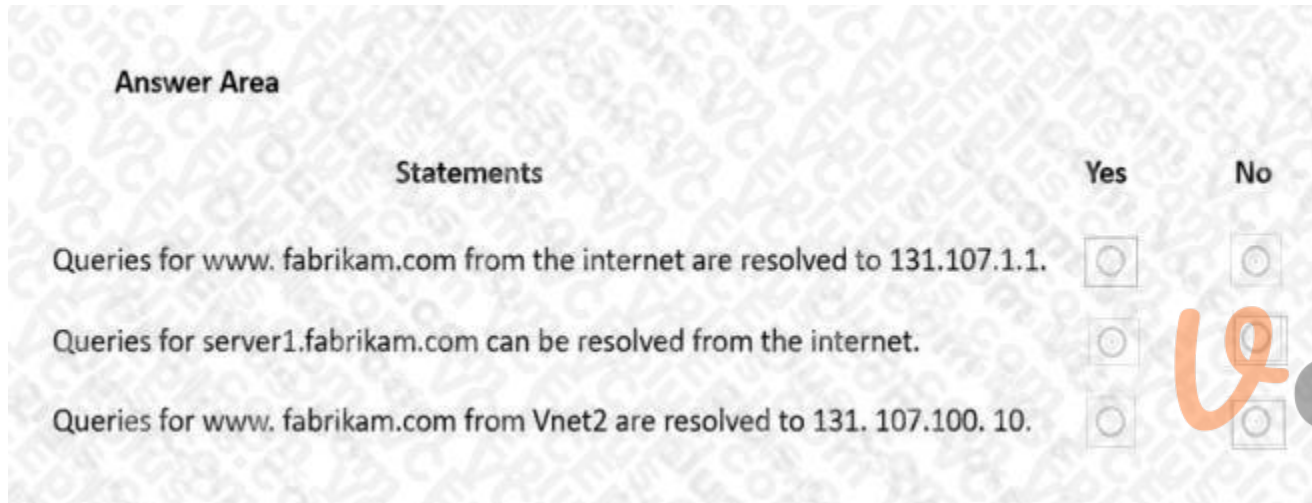 Answer Area
Statements Yes No
Queries for www. fabrikam.com from the internet are resolved to 131.107.1.1.
Queries for server1.fabrikam.com can be resolved from the internet.
Queries for www. fabrikam.com from Vnet2 are resolved to 131. 107.100. 10.